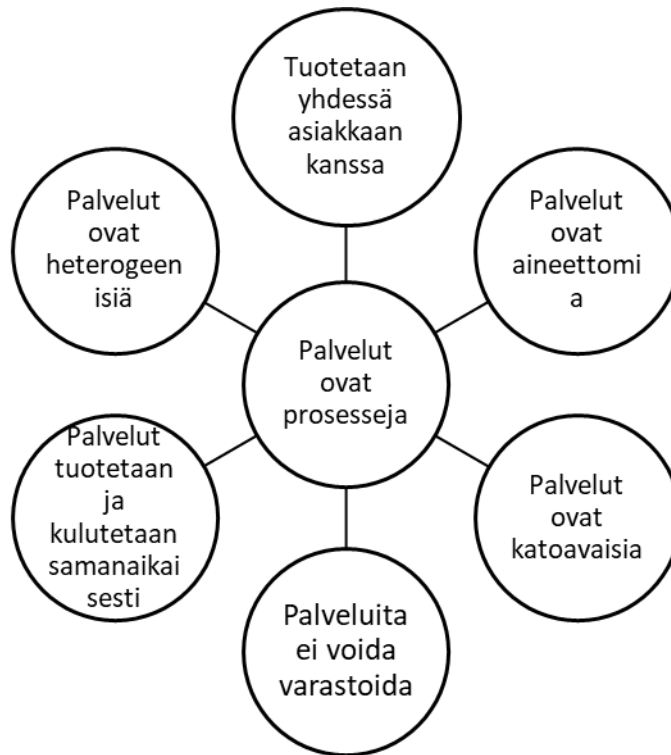 Tuotetaan
yhdessä
asiakkaan
kanssa
Palvelut
ovat
heterogeen
isiä
Palvelut
ovat
aineettomi
a
Palvelut
ovat
prosesseja
Palvelut
tuotetaan
ja
kulutetaan
samanaikai
sesti
Palvelut
ovat
katoavaisia
Palveluita
ei voida
varastoida